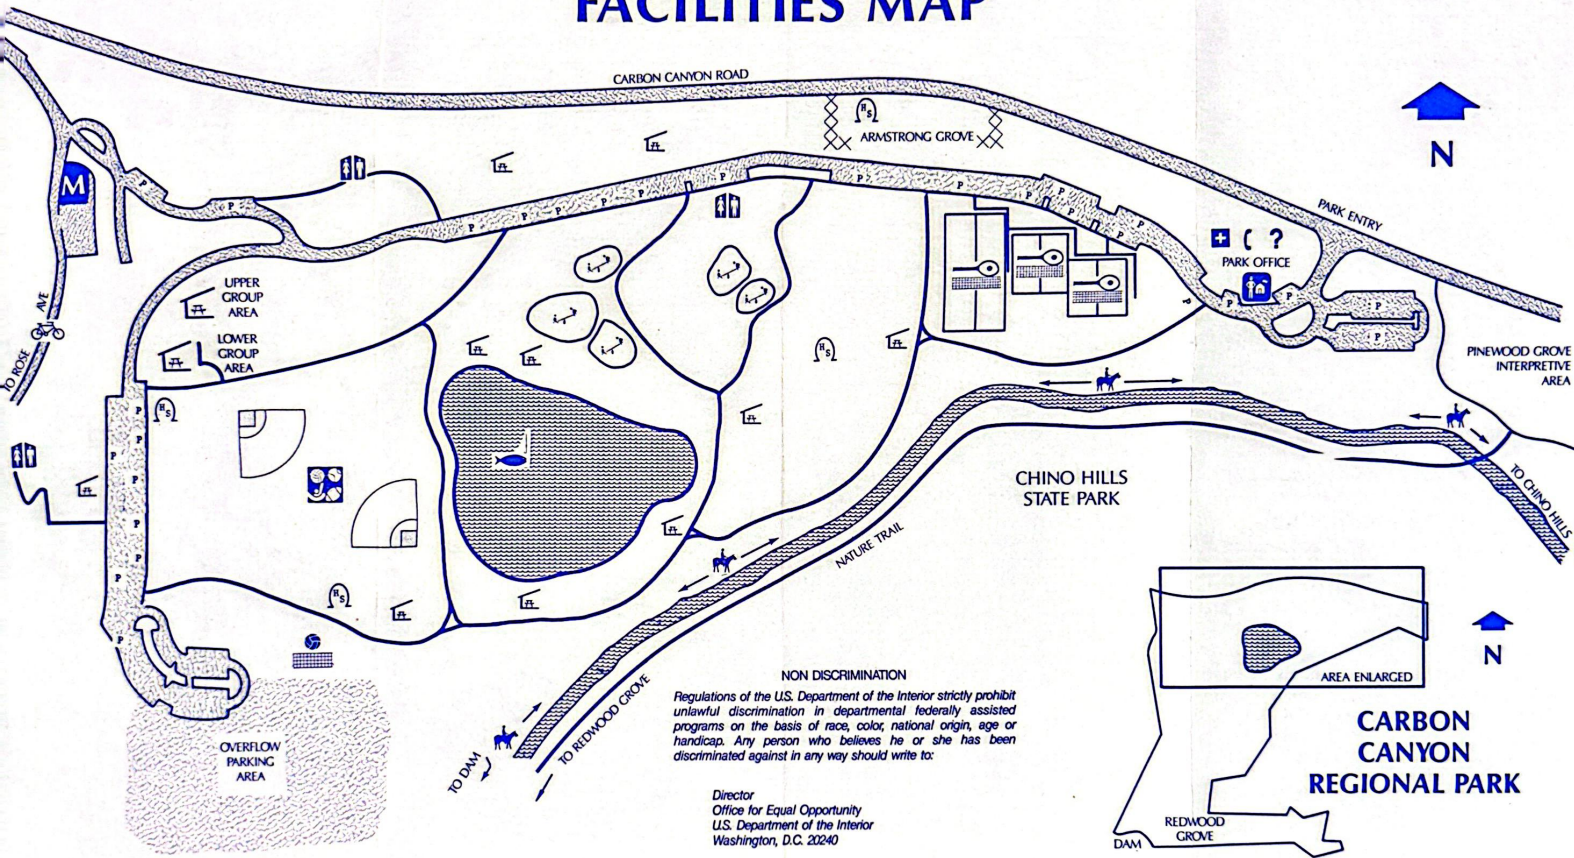 FACILITIES MAP
CARBON CANYON ROAD
H S
ARMSTRONG GROVE
N
M
P
P
P
P
P
P
P
P
P
P
P
P
P
P
PARK ENTRY
?
PARK OFFICE
P
P
P
P
P
UPPER
GROUP
AREA
LOWER
GROUP
AREA
TO ROSE AVE
H S
PINEWOOD GROVE
INTERPRETIVE
AREA
H S
P
P
P
P
P
P
P
P
P
CHINO HILLS
STATE PARK
TO CHINO HILLS
NATURE TRAIL
H S
OVERFLOW
PARKING
AREA
TO DAM
TO REDWOOD GROVE
NON DISCRIMINATION
Regulations of the U.S. Department of the Interior strictly prohibit
unlawful discrimination in departmental federally assisted
programs on the basis of race, color, national origin, age or
handicap. Any person who believes he or she has been
discriminated against in any way should write to:
Director
Office for Equal Opportunity
U.S. Department of the Interior
Washington, D.C. 20240
N
AREA ENLARGED
CARBON
CANYON
REGIONAL PARK
REDWOOD
GROVE
DAM